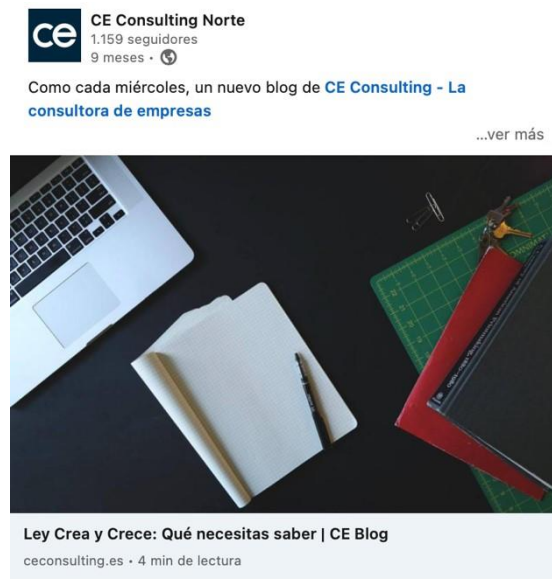 ce
CE Consulting Norte
1.159 seguidores
9 meses •
Como cada miércoles, un nuevo blog de CE Consulting - La
consultora de empresas
...ver más
Ley Crea y Crece: Qué necesitas saber | CE Blog
ceconsulting.es • 4 min de lectura